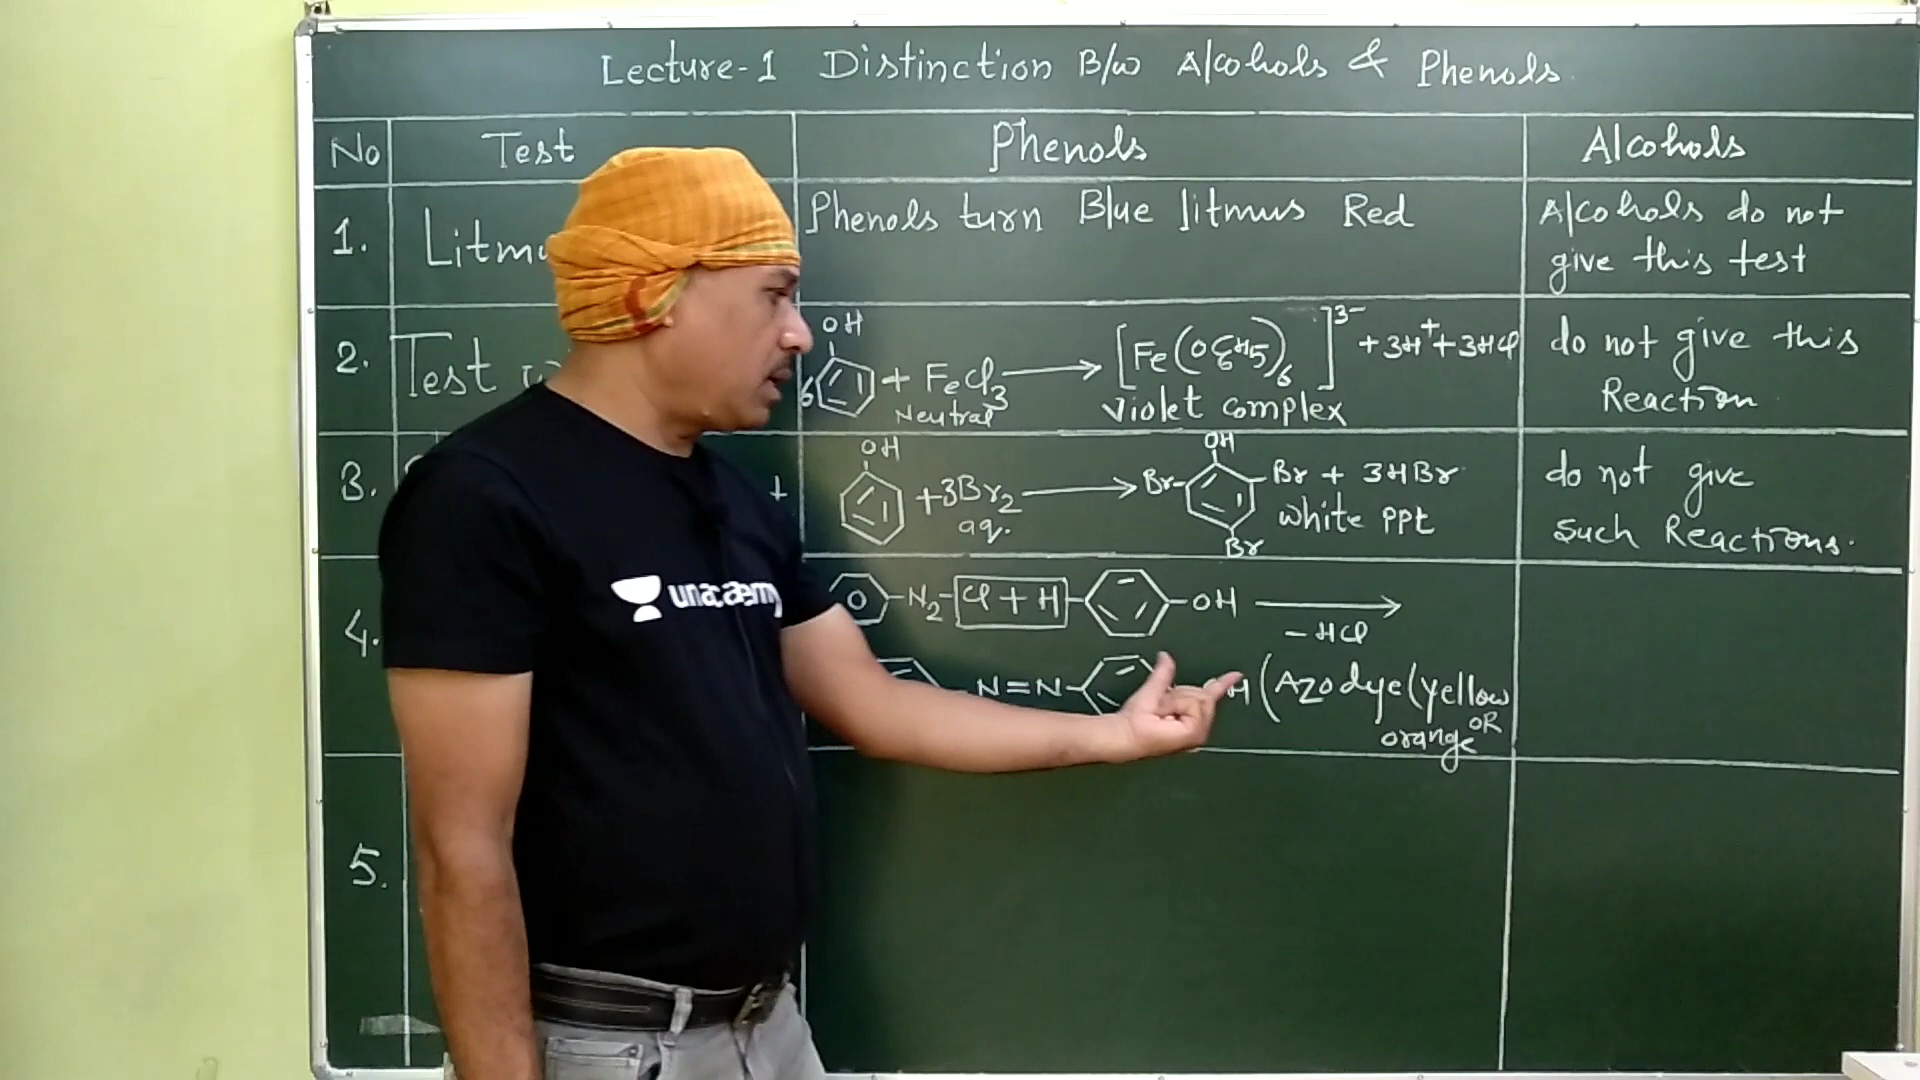 Lecture-1 Distinction B/w Alcohols & Phenols.
No Test Phenols Alcohols
1. Phenols turn Blue litmus Red Alcohols do not
give this test
OH
2. Test 6 + FeCl3 → [Fe(OC6H5)6]3- + 3H+ + 3HCl do not give this
Neutral Violet complex Reaction
OH OH
3. + +3Br2 → Br- -Br + 3HBr do not give
aq. white ppt such Reactions.
Br
4. -N2-Cl + H- -OH →
- HCl
N=N- (Azodye(yellow
OR
orange
5.
unacademy